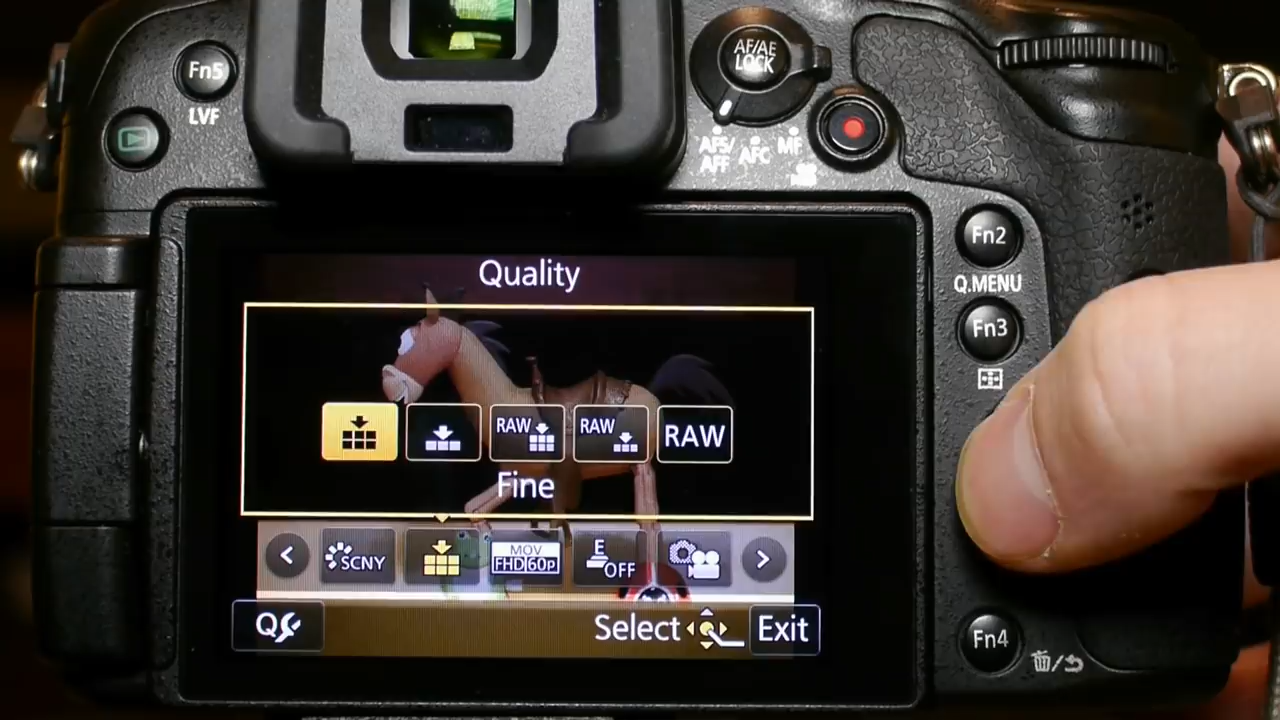 Fn5
LVF
AF/AE
LOCK
AFS/
AFF
AFC
MF
Fn2
Q.MENU
Fn3
Quality
RAW
RAW
RAW
Fine
SCNY
MOV
FHD 60p
E
OFF
Q
Select
Exit
Fn4